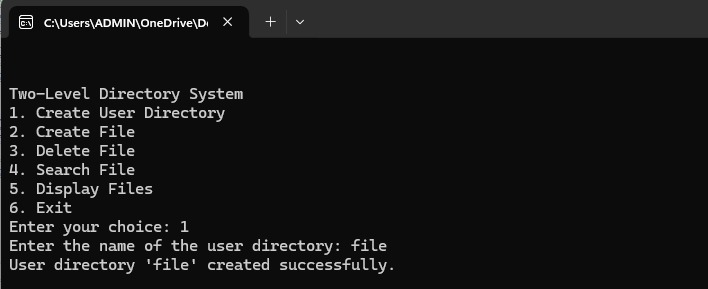 C:\Users\ADMIN\OneDrive\De
Two-Level Directory System
1. Create User Directory
2. Create File
3. Delete File
4. Search File
5. Display Files
6. Exit
Enter your choice: 1
Enter the name of the user directory: file
User directory 'file' created successfully.